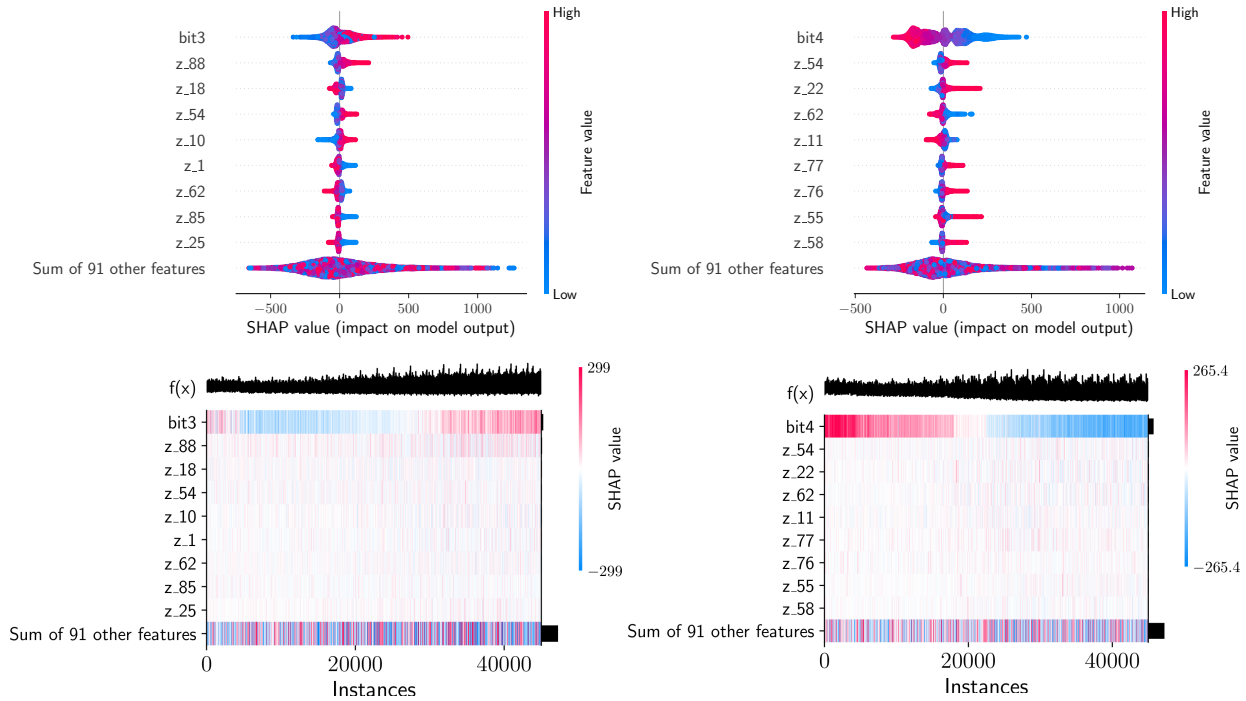 bit3
z_88
z_18
z_54
z_10
z_1
z_62
z_85
z_25
Sum of 91 other features
−500
0
500
1000
SHAP value (impact on model output)
High
Low
Feature value
bit4
z_54
z_22
z_62
z_11
z_77
z_76
z_55
z_58
Sum of 91 other features
−500
0
500
1000
SHAP value (impact on model output)
High
Low
Feature value
f(x)
bit3
z_88
z_18
z_54
z_10
z_1
z_62
z_85
z_25
Sum of 91 other features
0
20000
40000
Instances
299
−299
SHAP value
f(x)
bit4
z_54
z_22
z_62
z_11
z_77
z_76
z_55
z_58
Sum of 91 other features
0
20000
40000
Instances
265.4
−265.4
SHAP value